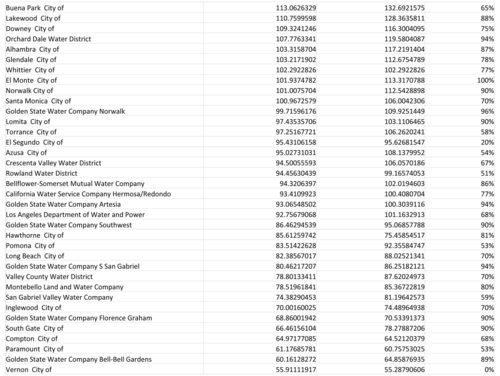 Buena Park  City of 113.0626329 132.6921575 65%
Lakewood  City of 110.7599598 128.3635811 88%
Downey  City of 109.3241246 116.3004095 75%
Orchard Dale Water District 107.7763341 119.5804087 94%
Alhambra  City of 103.3158704 117.2191404 87%
Glendale  City of 103.2171902 112.6754789 78%
Whittier  City of 102.2922826 102.2922826 77%
El Monte  City of 101.9374782 113.3170788 100%
Norwalk City of 101.0075704 112.5428898 90%
Santa Monica  City of 100.9672579 106.0042306 70%
Golden State Water Company Norwalk 99.71596176 109.9251449 96%
Lomita  City of 97.43535706 103.1106465 90%
Torrance  City of 97.25167721 106.2620241 58%
El Segundo  City of 95.43106158 95.62681547 20%
Azusa  City of 95.02731031 108.1379952 54%
Crescenta Valley Water District 94.50055593 106.0570186 67%
Rowland Water District 94.45630439 99.16574053 51%
Bellflower-Somerset Mutual Water Company 94.3206397 102.0194603 86%
California Water Service Company Hermosa/Redondo 93.4109923 100.4080704 77%
Golden State Water Company Artesia 93.06548502 100.3039116 94%
Los Angeles Department of Water and Power 92.75679068 101.1632913 68%
Golden State Water Company Southwest 86.46294539 95.06857788 90%
Hawthorne  City of 85.61259742 75.45854517 81%
Pomona  City of 83.51422628 92.35584747 53%
Long Beach  City of 82.38567017 88.02521341 70%
Golden State Water Company S San Gabriel 80.46217207 86.25182121 94%
Valley County Water District 78.80133411 87.62024973 70%
Montebello Land and Water Company 78.51961841 85.36722819 80%
San Gabriel Valley Water Company 74.38290453 81.19642573 59%
Inglewood  City of 70.00160025 74.48964938 70%
Golden State Water Company Florence Graham 68.86001942 70.53391373 90%
South Gate  City of 66.46156104 78.27887206 90%
Compton  City of 64.97177085 64.52120379 68%
Paramount  City of 61.17685781 60.75753025 53%
Golden State Water Company Bell-Bell Gardens 60.16128272 64.85876935 89%
Vernon  City of 55.91111917 55.28790606 0%